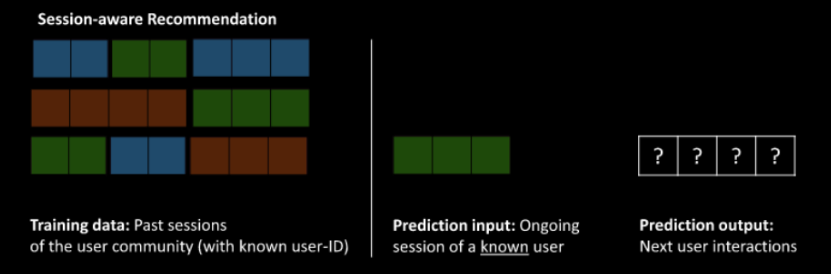 Session-aware Recommendation
? ? ? ?
Training data: Past sessions
of the user community (with known user-ID)
Prediction input: Ongoing
session of a known user
Prediction output:
Next user interactions